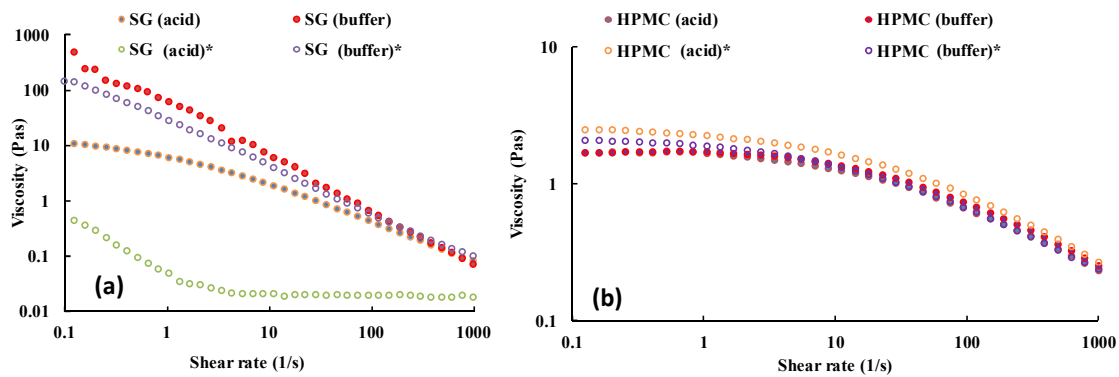 SG (acid)
SG (buffer)
SG (acid)*
SG (buffer)*
1000
100
10
1
0.1
0.01
Viscosity (Pas)
(a)
0.1
1
10
100
1000
Shear rate (1/s)
HPMC (acid)
HPMC (buffer)
HPMC (acid)*
HPMC (buffer)*
10
1
0.1
Viscosity (Pas)
(b)
0.1
1
10
100
1000
Shear rate (1/s)